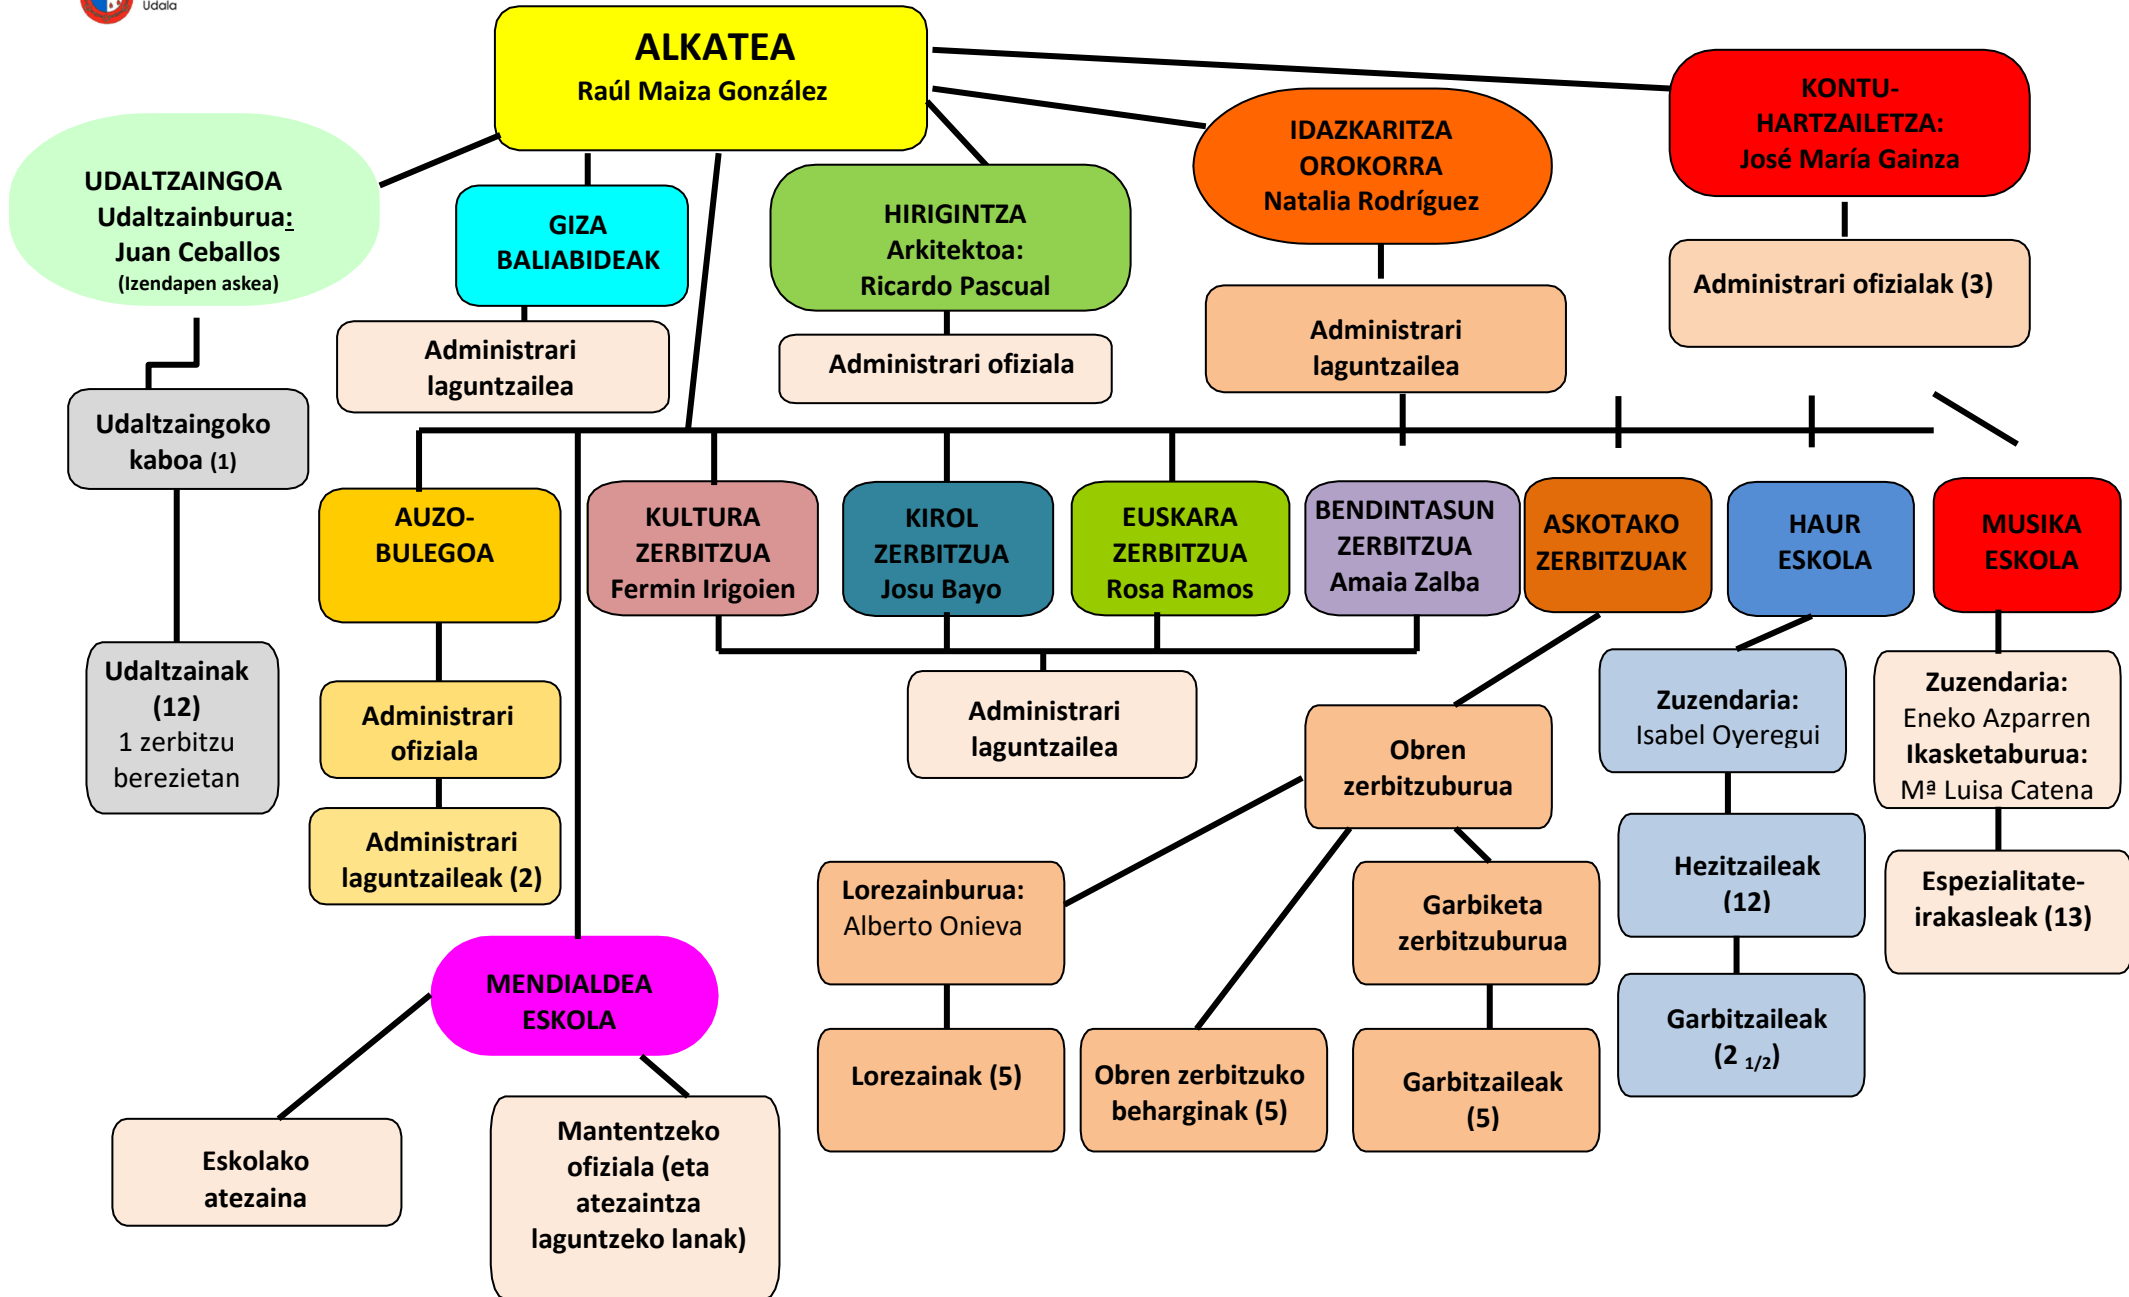 Udala
ALKATEA
Raúl Maiza González
KONTU-
HARTZAILETZA:
José María Gainza
IDAZKARITZA
OROKORRA
Natalia Rodríguez
UDALTZAINGOA
Udaltzainburua:
Juan Ceballos
(Izendapen askea)
GIZA
BALIABIDEAK
HIRIGINTZA
Arkitektoa:
Ricardo Pascual
Administrari ofizialak (3)
Administrari
laguntzailea
Administrari ofiziala
Administrari
laguntzailea
Udaltzaingoko
kaboa (1)
AUZO-
BULEGOA
KULTURA
ZERBITZUA
Fermin Irigoien
KIROL
ZERBITZUA
Josu Bayo
EUSKARA
ZERBITZUA
Rosa Ramos
BENDINTASUN
ZERBITZUA
Amaia Zalba
ASKOTAKO
ZERBITZUAK
HAUR
ESKOLA
MUSIKA
ESKOLA
Udaltzainak
(12)
1 zerbitzu
berezietan
Administrari
ofiziala
Administrari
laguntzailea
Obren
zerbitzuburua
Zuzendaria:
Isabel Oyeregui
Zuzendaria:
Eneko Azparren
Ikasketaburua:
Mª Luisa Catena
Administrari
laguntzaileak (2)
Lorezainburua:
Alberto Onieva
Garbiketa
zerbitzuburua
Hezitzaileak
(12)
Espezialitate-
irakasleak (13)
MENDIALDEA
ESKOLA
Lorezainak (5)
Obren zerbitzuko
beharginak (5)
Garbitzaileak
(5)
Garbitzaileak
(2 1/2)
Eskolako
atezaina
Mantentzeko
ofiziala (eta
atezaintza
laguntzeko lanak)